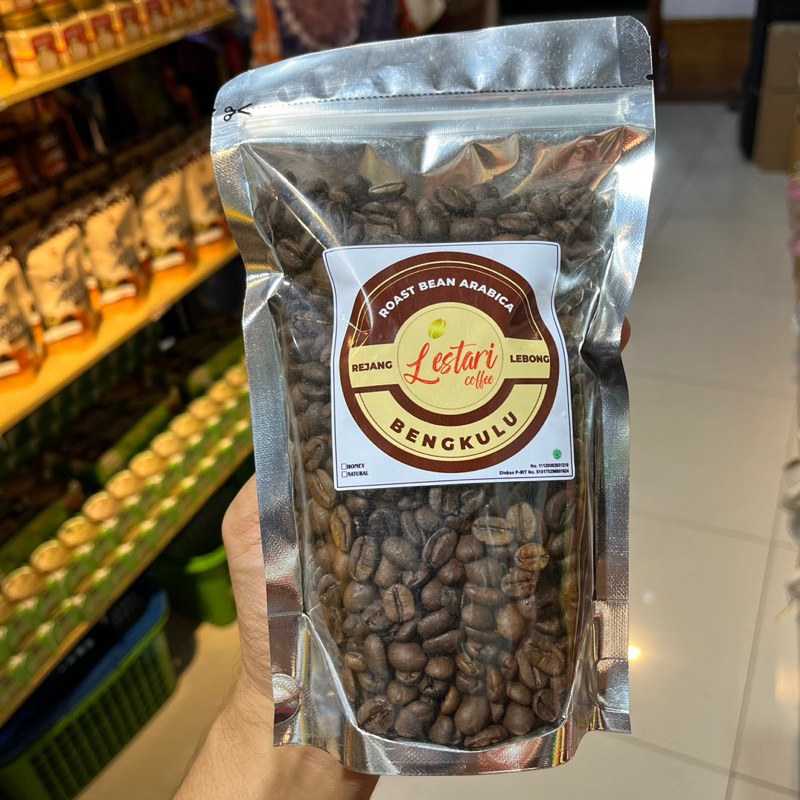 ROAST BEAN ARABICA
REJANG
Lestari
coffee
LEBONG
BENGKULU
HONEY
NATURAL